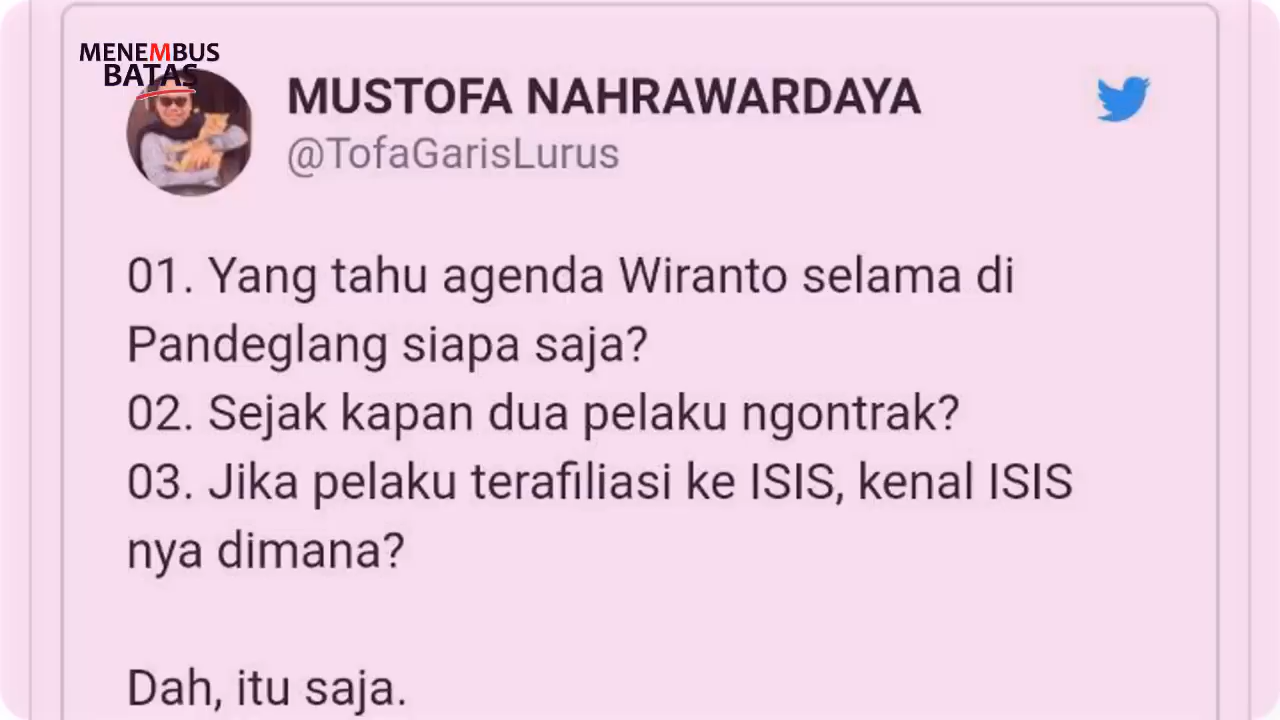 MENEMBUS
BATAS
MUSTOFA NAHRAWARDAYA
@TofaGarisLurus
01. Yang tahu agenda Wiranto selama di
Pandeglang siapa saja?
02. Sejak kapan dua pelaku ngontrak?
03. Jika pelaku terafiliasi ke ISIS, kenal ISIS
nya dimana?
Dah, itu saja.